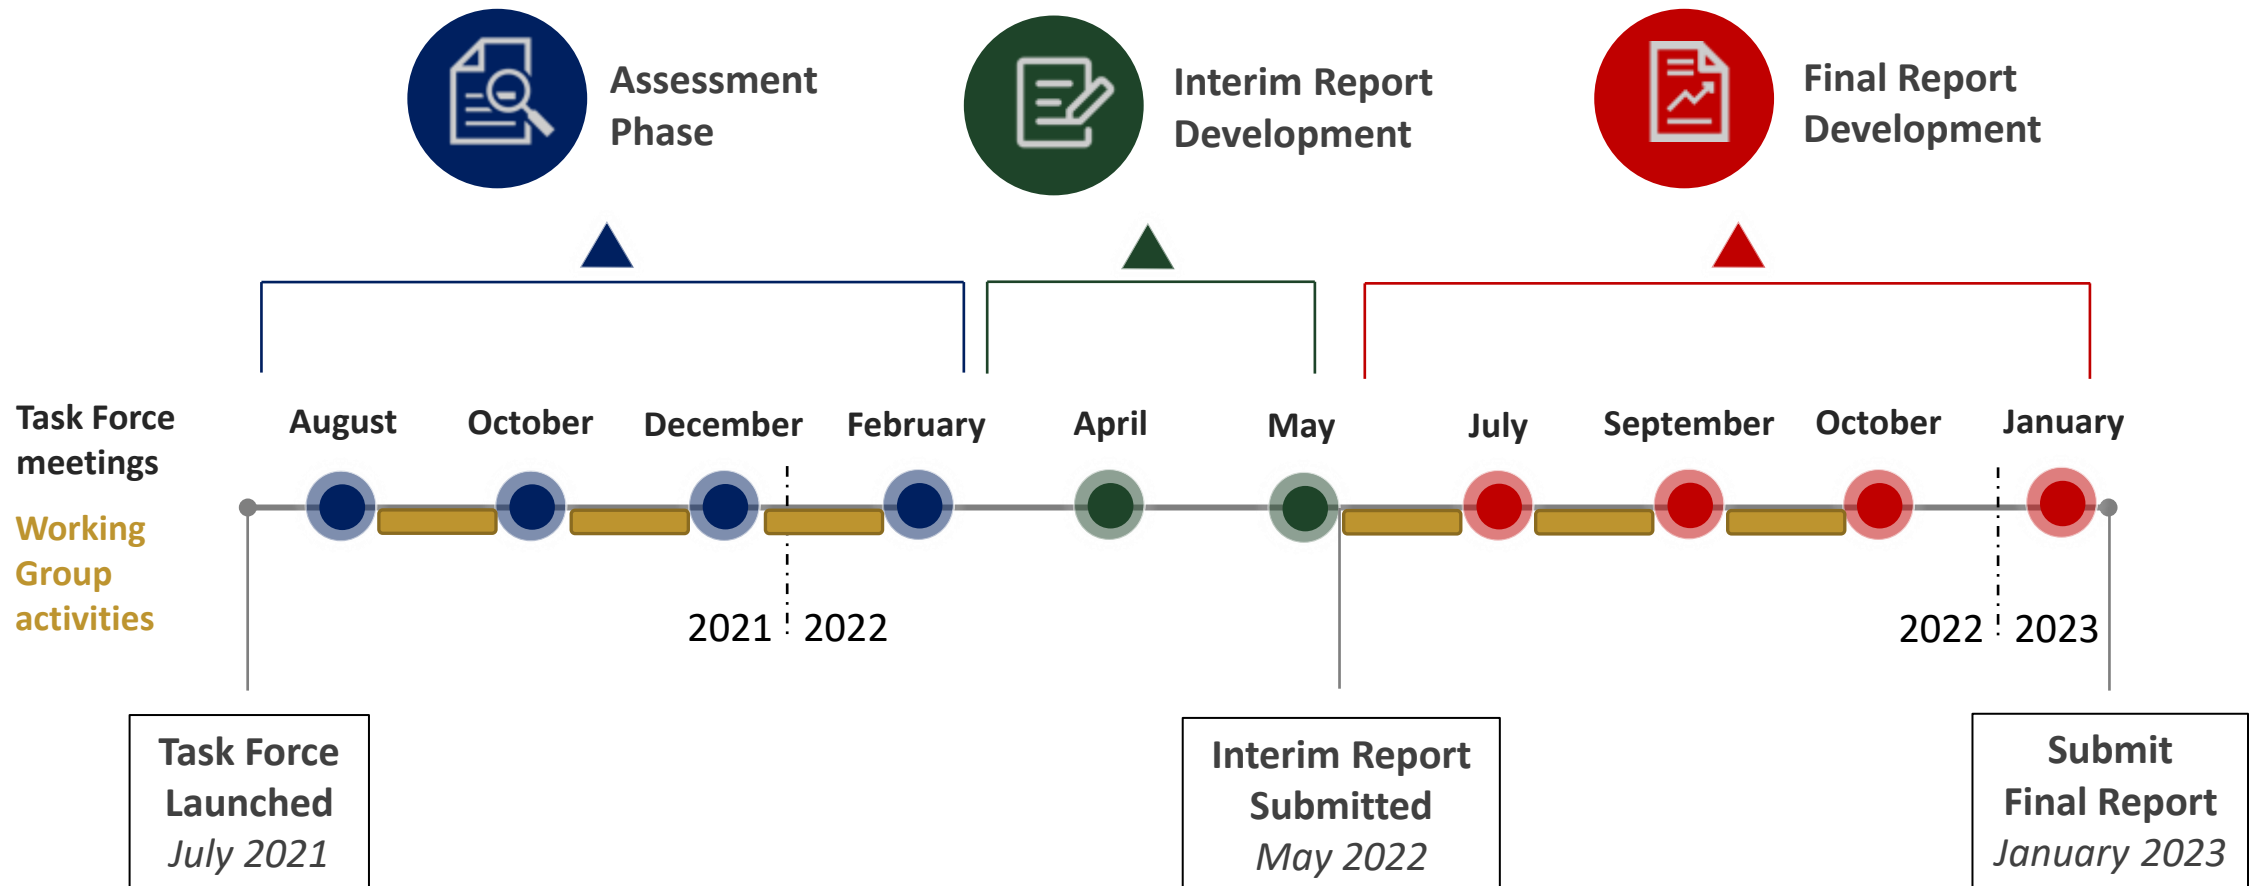 Assessment
Phase
Interim Report
Development
Final Report
Development
Task Force
meetings
August
October
December
February
April
May
July
September
October
January
Working
Group
activities
2021
2022
2022
2023
Task Force
Launched
July 2021
Interim Report
Submitted
May 2022
Submit
Final Report
January 2023